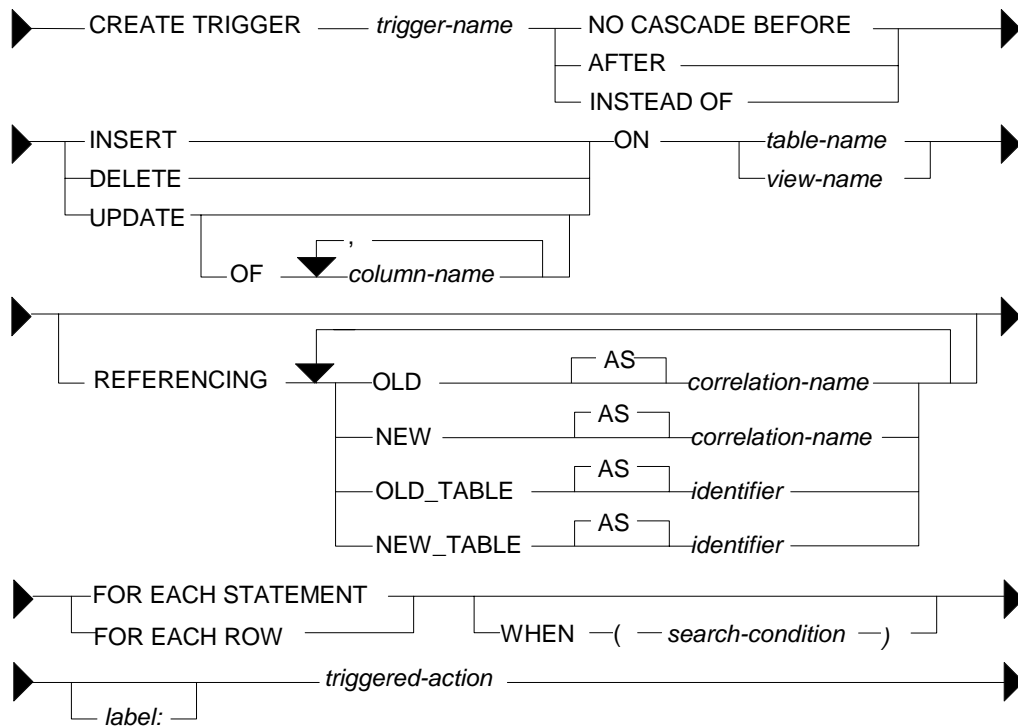 CREATE TRIGGER trigger-name NO CASCADE BEFORE
AFTER
INSTEAD OF
INSERT ON table-name
DELETE view-name
UPDATE
,
OF column-name
REFERENCING OLD AS correlation-name
NEW AS correlation-name
OLD_TABLE AS identifier
NEW_TABLE AS identifier
FOR EACH STATEMENT
FOR EACH ROW WHEN ( search-condition )
triggered-action
label: